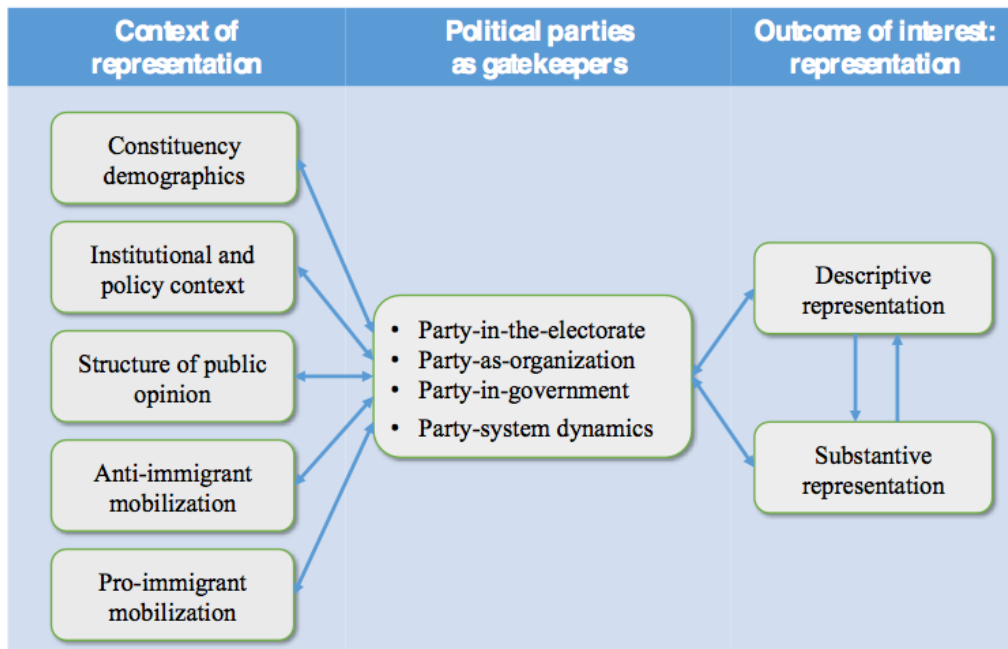 Context of
representation
Political parties
as gatekeepers
Outcome of interest:
representation
Constituency
demographics
Institutional and
policy context
Structure of public
opinion
Anti-immigrant
mobilization
Pro-immigrant
mobilization
• Party-in-the-electorate
• Party-as-organization
• Party-in-government
• Party-system dynamics
Descriptive
representation
Substantive
representation